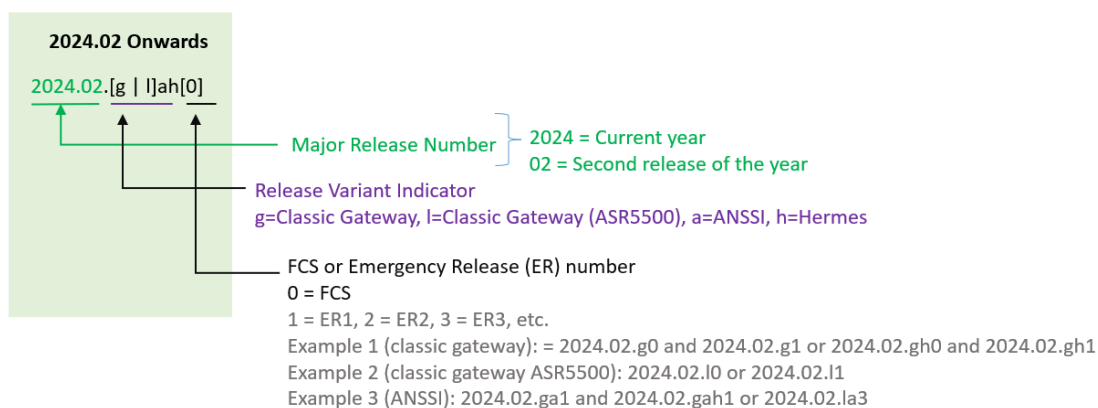 2024.02 Onwards
2024.02.[g | l]ah[0]
Major Release Number
2024 = Current year
02 = Second release of the year
Release Variant Indicator
g=Classic Gateway, l=Classic Gateway (ASR5500), a=ANSSI, h=Hermes
FCS or Emergency Release (ER) number
0 = FCS
1 = ER1, 2 = ER2, 3 = ER3, etc.
Example 1 (classic gateway): = 2024.02.g0 and 2024.02.g1 or 2024.02.gh0 and 2024.02.gh1
Example 2 (classic gateway ASR5500): 2024.02.l0 or 2024.02.l1
Example 3 (ANSSI): 2024.02.ga1 and 2024.02.gah1 or 2024.02.la3